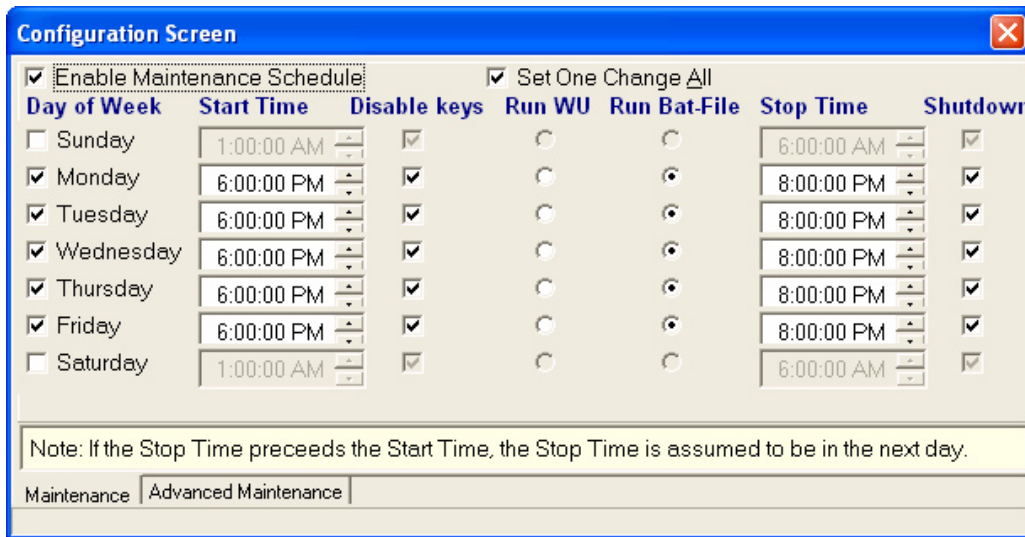 Configuration Screen
Enable Maintenance Schedule Set One Change All
Day of Week Start Time Disable keys Run WU Run Bat-File Stop Time Shutdown
Sunday 1:00:00 AM 6:00:00 AM
Monday 6:00:00 PM 8:00:00 PM
Tuesday 6:00:00 PM 8:00:00 PM
Wednesday 6:00:00 PM 8:00:00 PM
Thursday 6:00:00 PM 8:00:00 PM
Friday 6:00:00 PM 8:00:00 PM
Saturday 1:00:00 AM 6:00:00 AM
Note: If the Stop Time preceeds the Start Time, the Stop Time is assumed to be in the next day.
Maintenance Advanced Maintenance